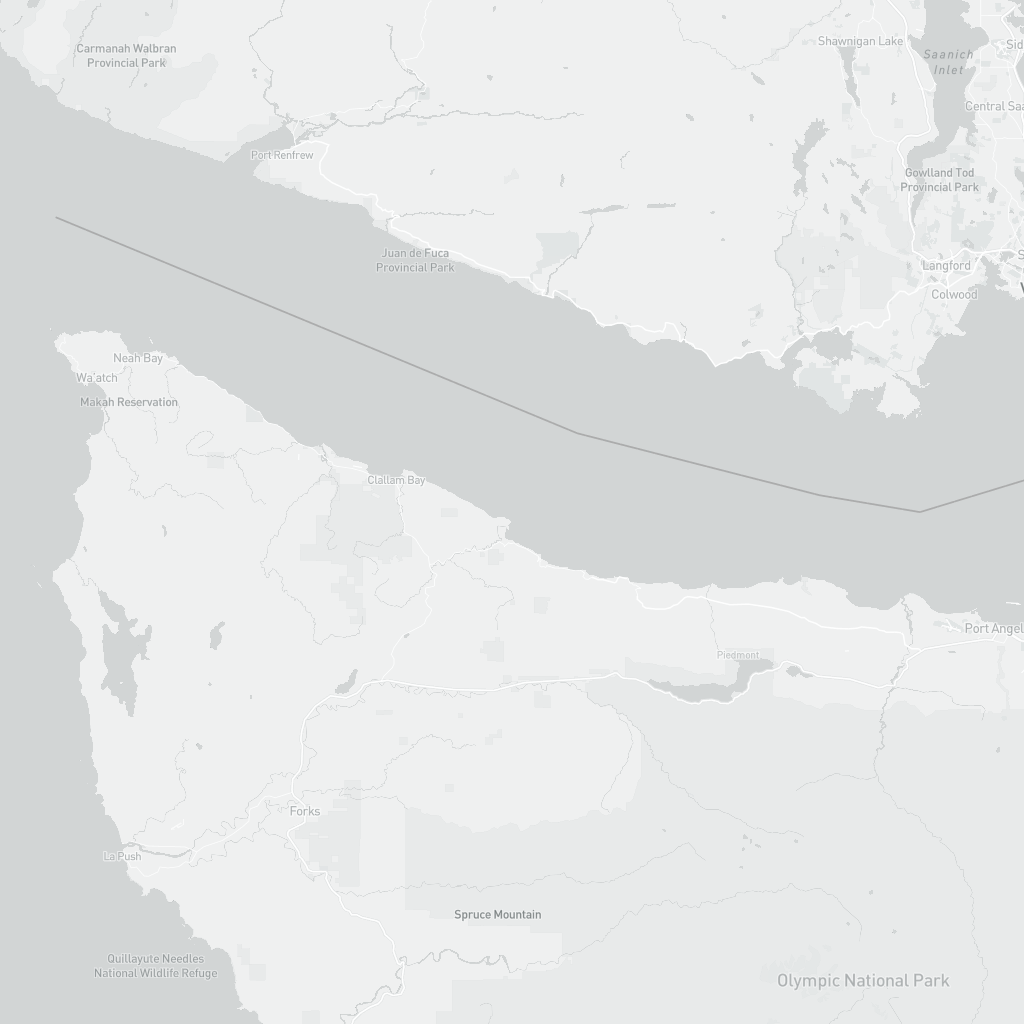 Carmanah Walbran
Provincial Park
Shawnigan Lake
Saanich
Inlet
Sid
Central Saa
Port Renfrew
Gowlland Tod
Provincial Park
Juan de Fuca
Provincial Park
Langford
S
Colwood
Neah Bay
Wa'atch
Makah Reservation
Clallam Bay
Port Angel
Piedmont
Forks
La Push
Spruce Mountain
Quillayute Needles
National Wildlife Refuge
Olympic National Park